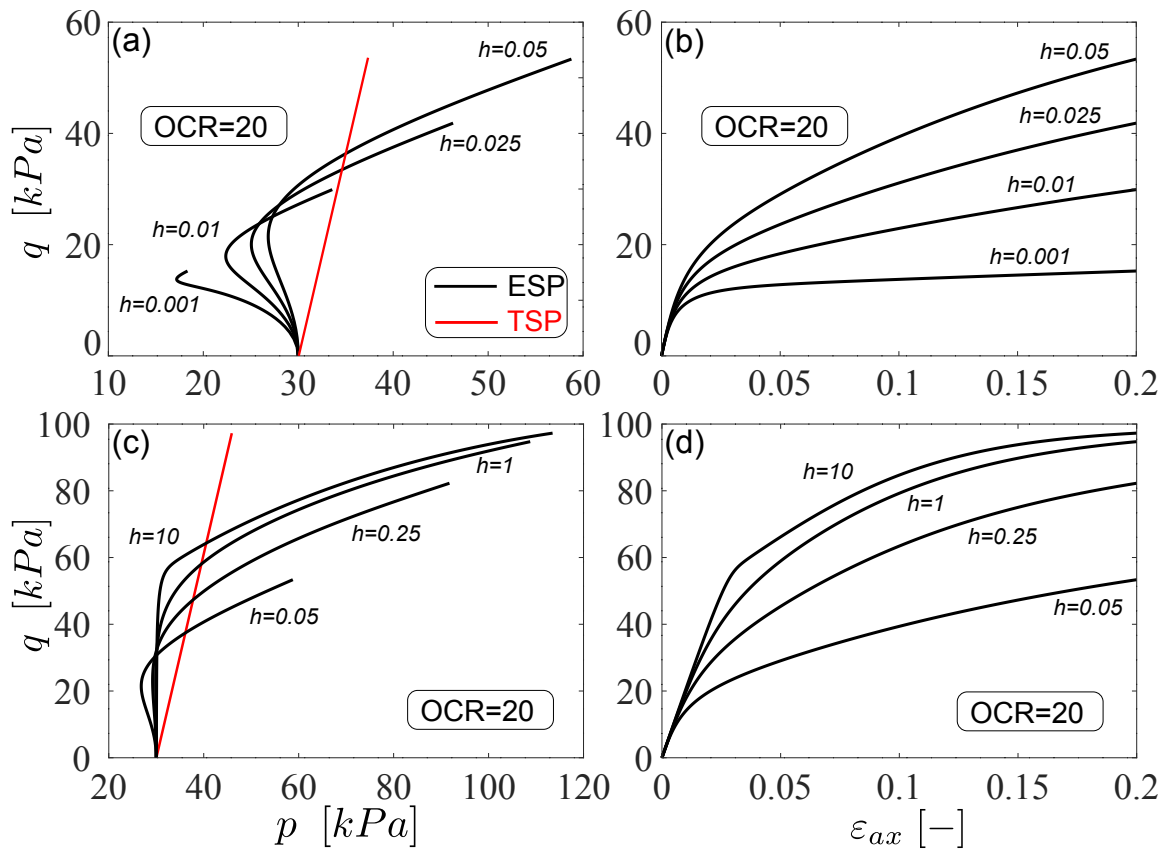 (a)
60
40
20
0
q [kPa]
OCR=20
h=0.05
h=0.025
h=0.01
h=0.001
ESP
TSP
10 20 30 40 50 60
(b)
60
40
20
0
OCR=20
h=0.05
h=0.025
h=0.01
h=0.001
0 0.05 0.1 0.15 0.2
(c)
100
80
60
40
20
0
q [kPa]
h=10
h=1
h=0.25
h=0.05
OCR=20
20 40 60 80 100 120
p [kPa]
(d)
100
80
60
40
20
0
h=10
h=1
h=0.25
h=0.05
OCR=20
0 0.05 0.1 0.15 0.2
εax [−]